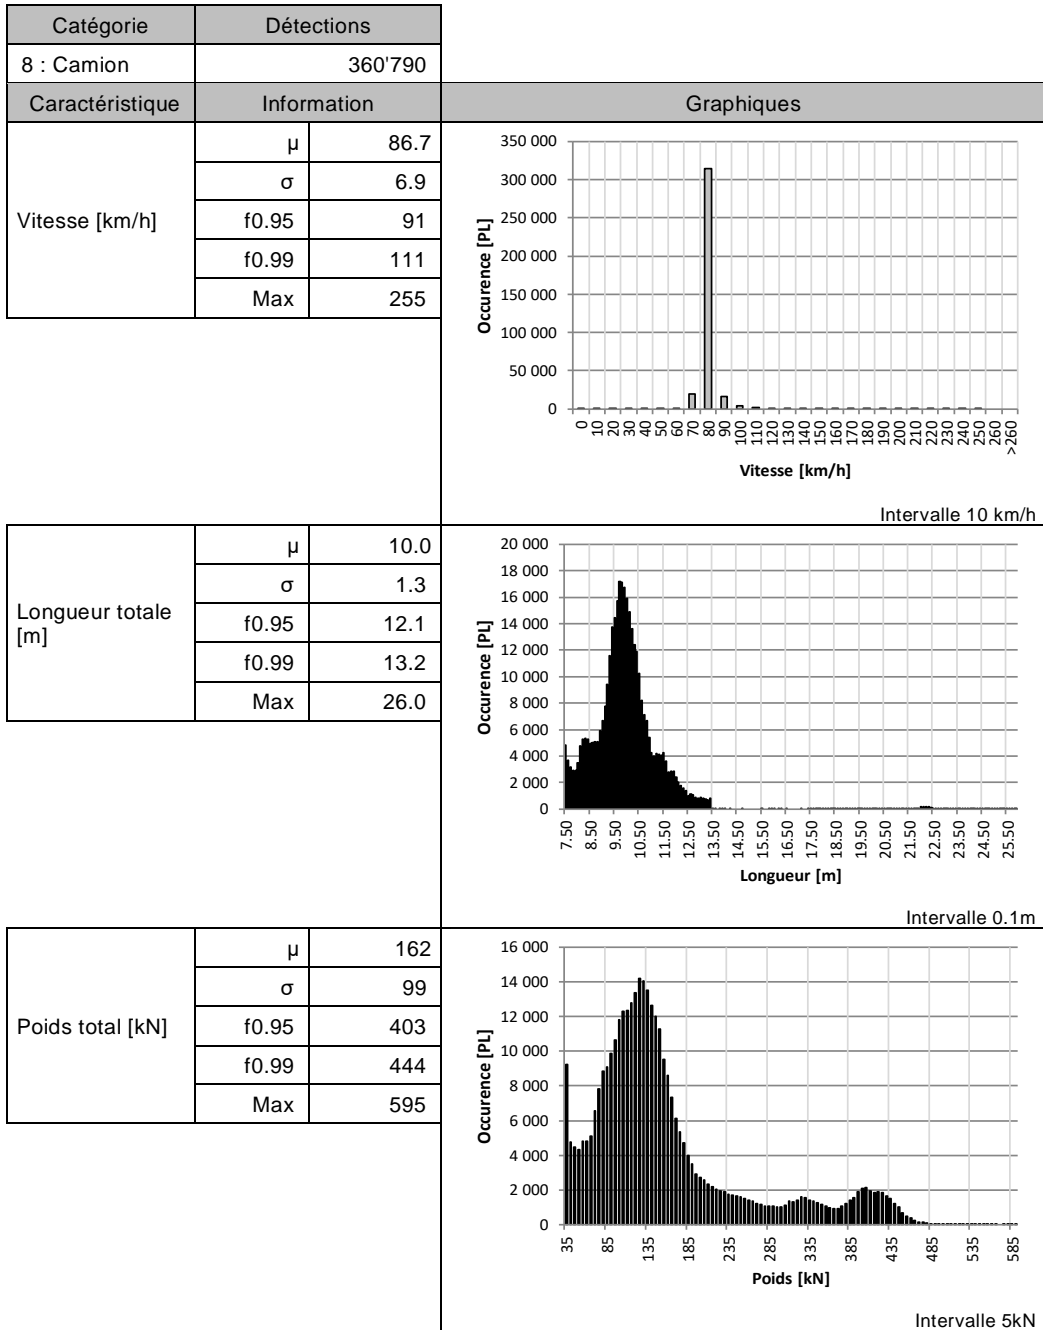 Catégorie Détections
8 : Camion 360'790
Caractéristique Information Graphiques
Vitesse [km/h]
µ 86.7
σ 6.9
f0.95 91
f0.99 111
Max 255
Occurence [PL]
350 000
300 000
250 000
200 000
150 000
100 000
50 000
0
0 10 20 30 40 50 60 70 80 90 100 110 120 130 140 150 160 170 180 190 200 210 220 230 240 250 260 >260
Vitesse [km/h]
Intervalle 10 km/h
Longueur totale
[m]
µ 10.0
σ 1.3
f0.95 12.1
f0.99 13.2
Max 26.0
Occurence [PL]
20 000
18 000
16 000
14 000
12 000
10 000
8 000
6 000
4 000
2 000
0
7.50 8.50 9.50 10.50 11.50 12.50 13.50 14.50 15.50 16.50 17.50 18.50 19.50 20.50 21.50 22.50 23.50 24.50 25.50
Longueur [m]
Intervalle 0.1m
Poids total [kN]
µ 162
σ 99
f0.95 403
f0.99 444
Max 595
Occurence [PL]
16 000
14 000
12 000
10 000
8 000
6 000
4 000
2 000
0
35 85 135 185 235 285 335 385 435 485 535 585
Poids [kN]
Intervalle 5kN